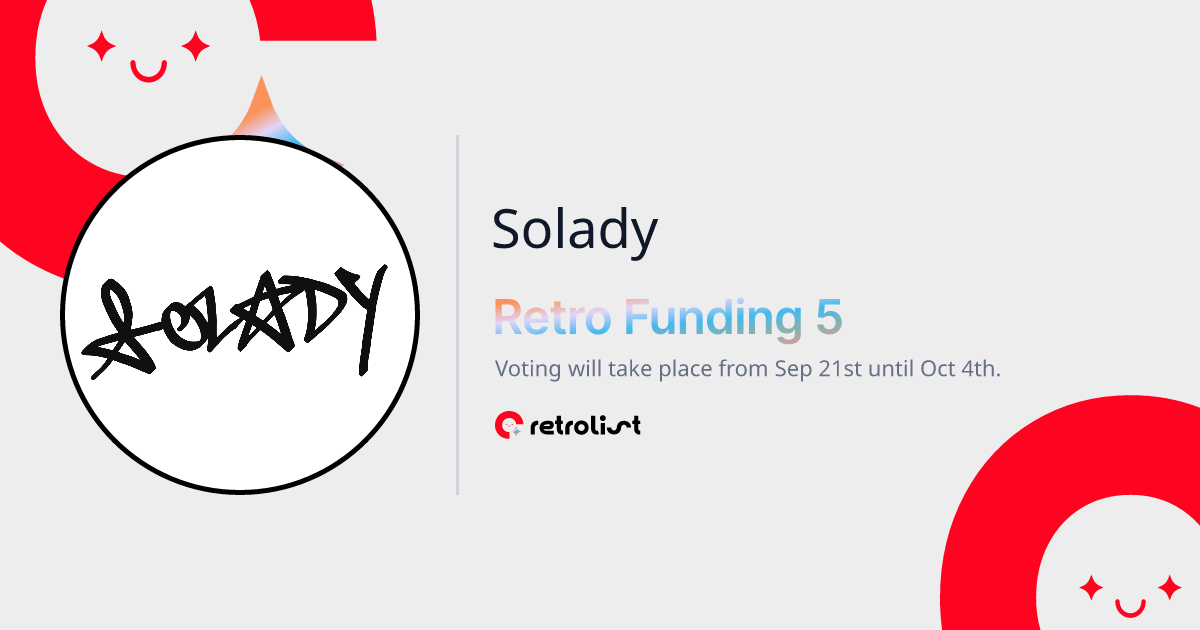 SOLADY
Solady
Retro Funding 5
Voting will take place from Sep 21st until Oct 4th.
retrolist